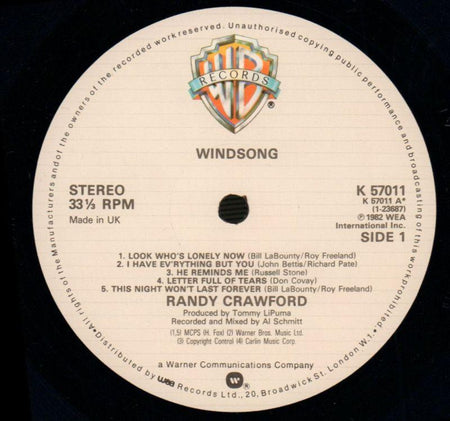 All rights of the Manufacturers and of the owners of the recorded work reserved. Unauthorised copying public performance and broadcasting of this work prohibited.
WB
RECORDS
®
WINDSONG
STEREO
33⅓ RPM
Made in UK
K 57011
K 57011 A*
(1-23687)
℗ 1982 WEA
International Inc.
SIDE 1
1. LOOK WHO'S LONELY NOW (Bill LaBounty/Roy Freeland)
2. I HAVE EV'RYTHING BUT YOU (John Bettis/Richard Pate)
3. HE REMINDS ME (Russell Stone)
4. LETTER FULL OF TEARS (Don Covay)
5. THIS NIGHT WON'T LAST FOREVER (Bill LaBounty/Roy Freeland)
RANDY CRAWFORD
Produced by Tommy LiPuma
Recorded and Mixed by Al Schmitt
(1,5) MCPS (H. Fax) (2) Warner Bros. Music Ltd.
(3) Copyright Control (4) Carlin Music Corp.
a Warner Communications Company
W®
Distributed by wea Records Ltd., 20, Broadwick St. London W.1.